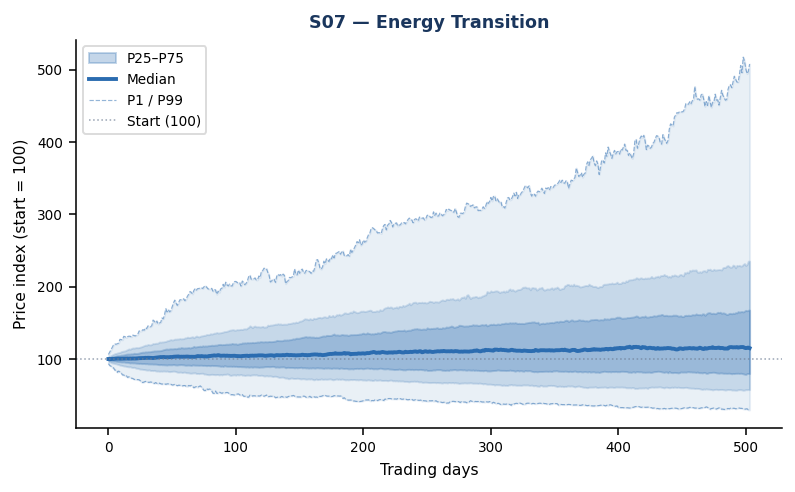 S07 — Energy Transition
P25–P75
Median
P1 / P99
Start (100)
Price index (start = 100)
500
400
300
200
100
0 100 200 300 400 500
Trading days